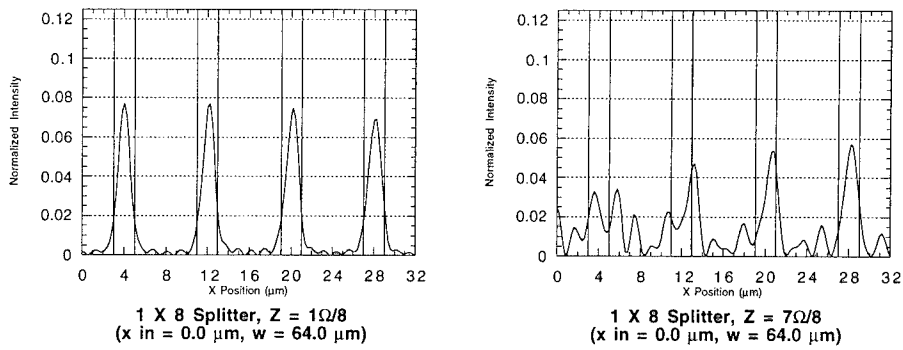 0.12
0.1
0.08
0.06
0.04
0.02
0
Normalized Intensity
0 4 8 12 16 20 24 28 32
X Position (μm)
1 X 8 Splitter, Z = 1Ω/8
(x in = 0.0 μm, w = 64.0 μm)
0.12
0.1
0.08
0.06
0.04
0.02
0
Normalized Intensity
0 4 8 12 16 20 24 28 32
X Position (μm)
1 X 8 Splitter, Z = 7Ω/8
(x in = 0.0 μm, w = 64.0 μm)